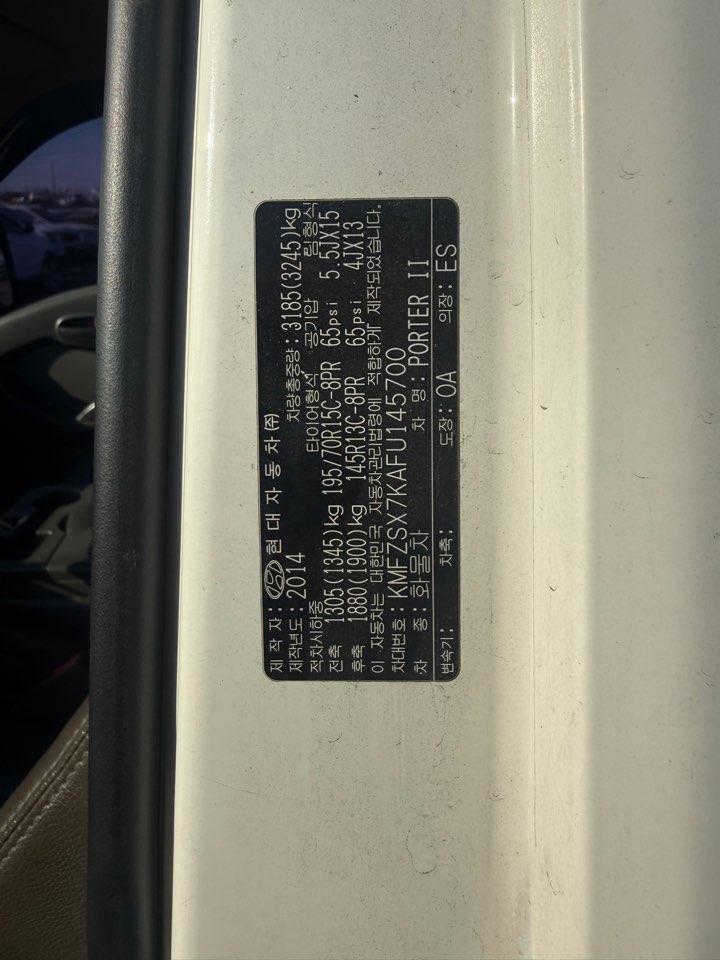 제 작 자 : 현 대 자 동 차 ㈜
제작년도 : 2014 차량총중량 : 3185(3245)kg
적차시하중 타이어형식 공기압 림형식
전축 1305(1345)kg 195/70R15C-8PR 65psi 5.5JX15
후축 1880(1900)kg 145R13C-8PR 65psi 4JX13
이 자동차는 대한민국 자동차관리법령에 적합하게 제작되었습니다.
차대번호 : KMFZSX7KAFU145700
차 종 : 화물차 차 명 : PORTER II
변속기 : 차축 : 도장 : OA 의장 : ES